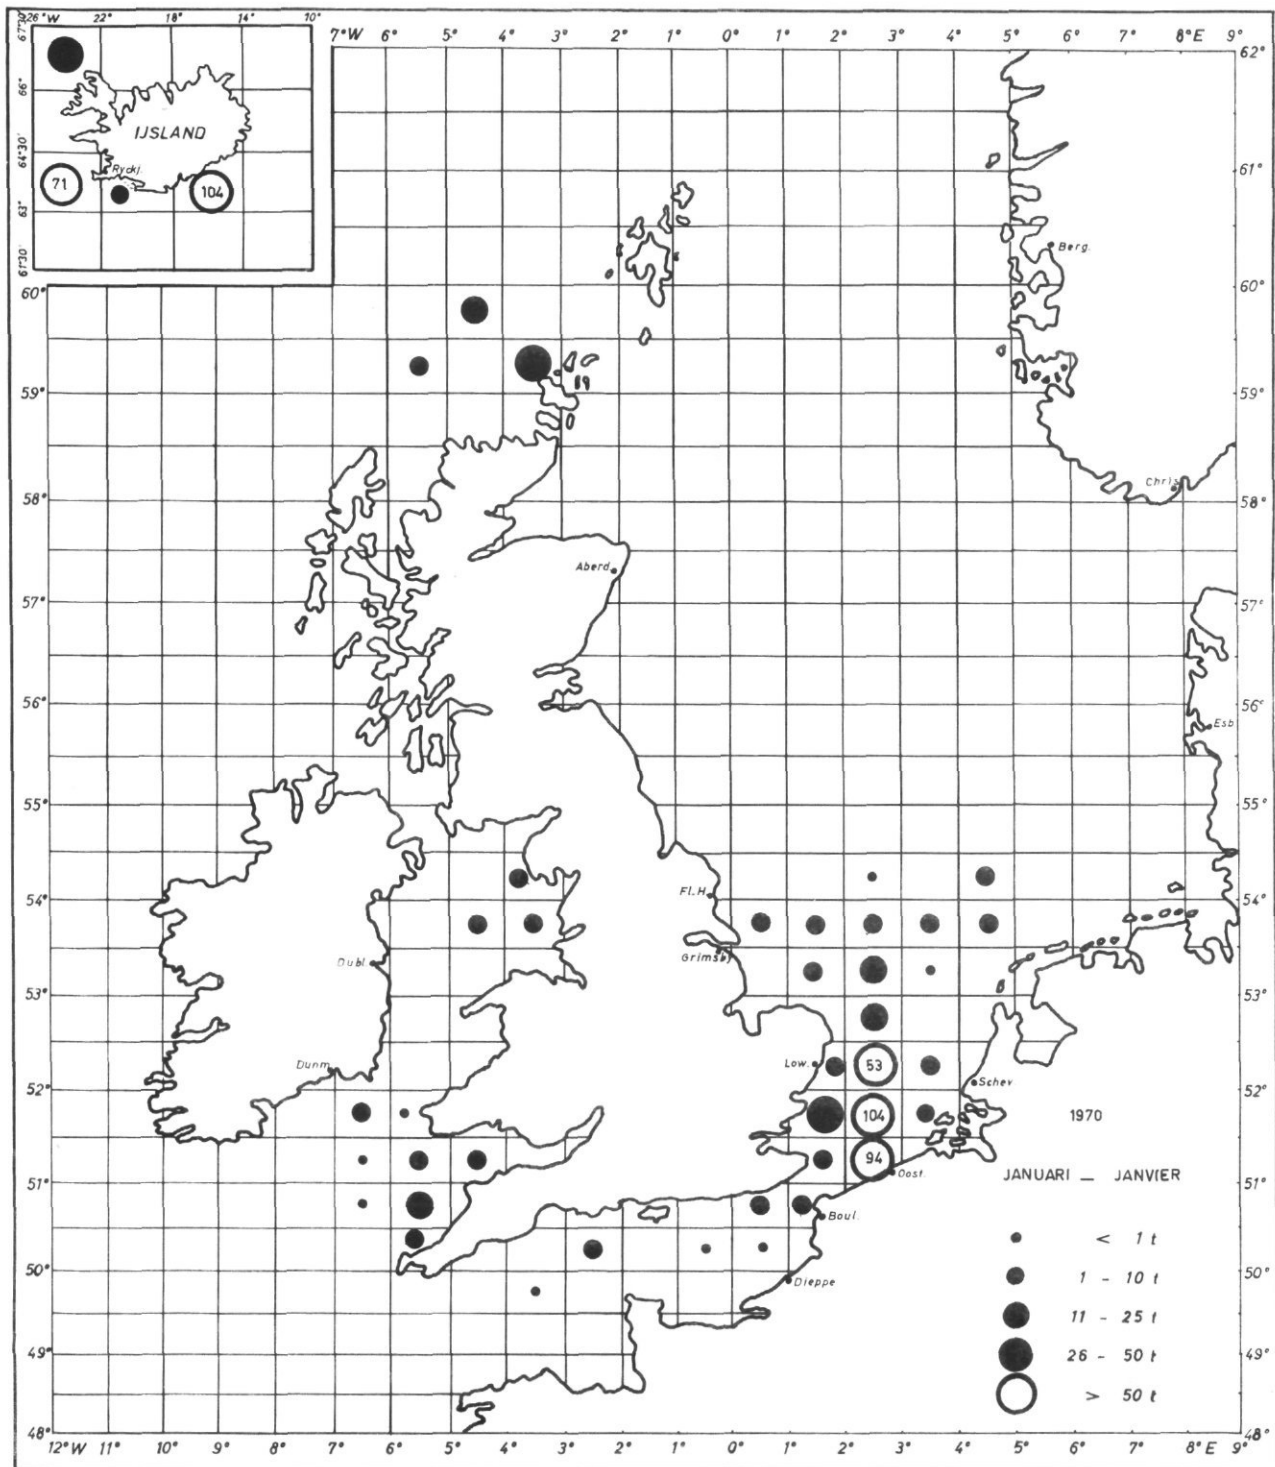 26° W 22° 18° 14° 10°
67°30'
66°
64°30'
63°
61°30'
IJSLAND
Ryckj.
71
104
7°W 6° 5° 4° 3° 2° 1° 0° 1° 2° 3° 4° 5° 6° 7° 8°E 9°
62°
61°
61°
Berg.
60°
60°
59°
59°
Chris
58°
58°
Aberd.
57°
57°
56°
56°
Esb
55°
55°
54°
54°
Fl.H.
Dubl.
Grimsby
53°
53°
Dunm.
Low.
53
Schev
52°
52°
104
1970
94
Oost.
51°
51°
JANUARI – JANVIER
Boul.
< 1 t
50°
50°
Dieppe
1 - 10 t
11 - 25 t
49°
49°
26 - 50 t
> 50 t
48°
48°
12°W 11° 10° 9° 8° 7° 6° 5° 4° 3° 2° 1° 0° 1° 2° 3° 4° 5° 6° 7° 8°E 9°